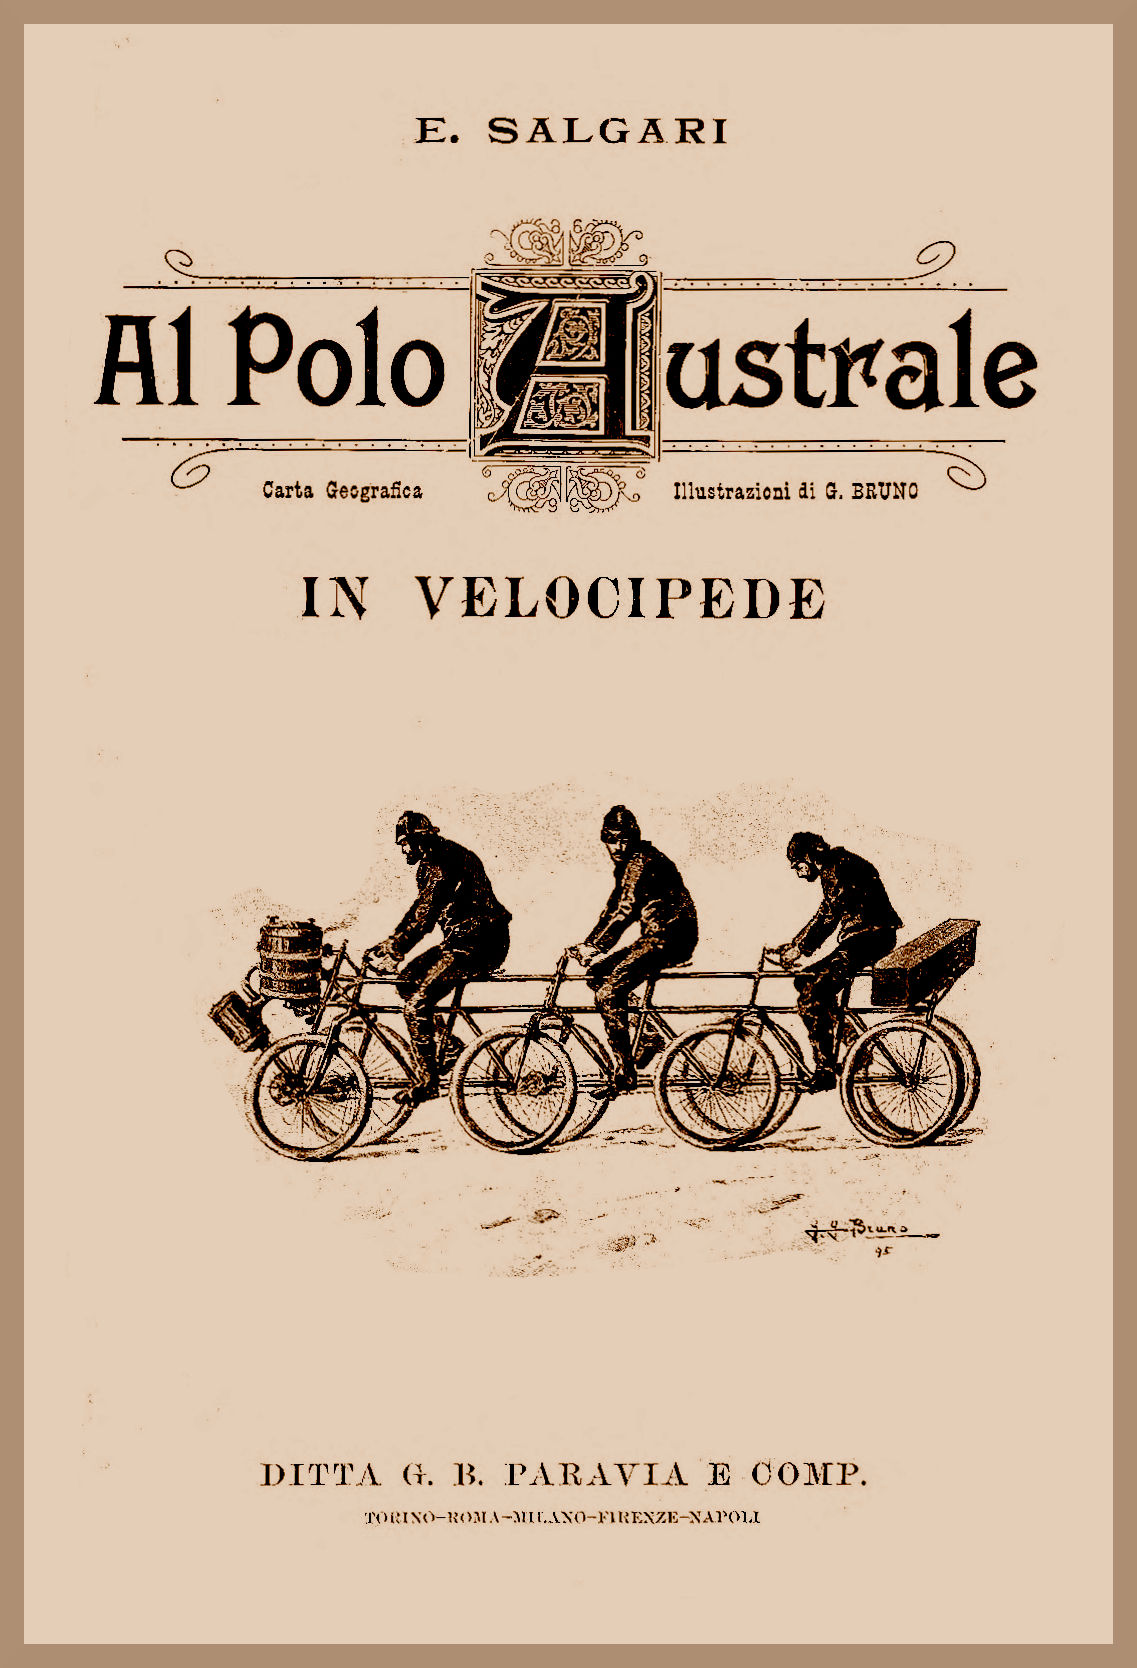 E. SALGARI
Al Polo Australe
Carta Geografica
Illustrazioni di G. BRUNO
IN VELOCIPEDE
G. G. Bruno
95
DITTA G. B. PARAVIA E COMP.
TORINO–ROMA–MILANO–FIRENZE–NAPOLI